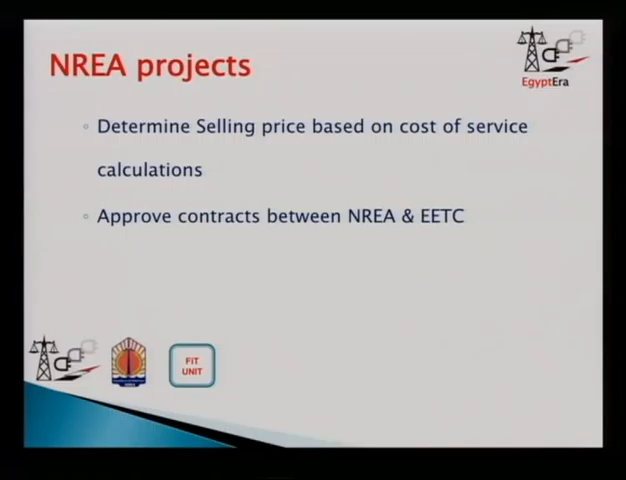 NREA projects
EgyptEra
◦ Determine Selling price based on cost of service
calculations
◦ Approve contracts between NREA & EETC
FiT
UNIT